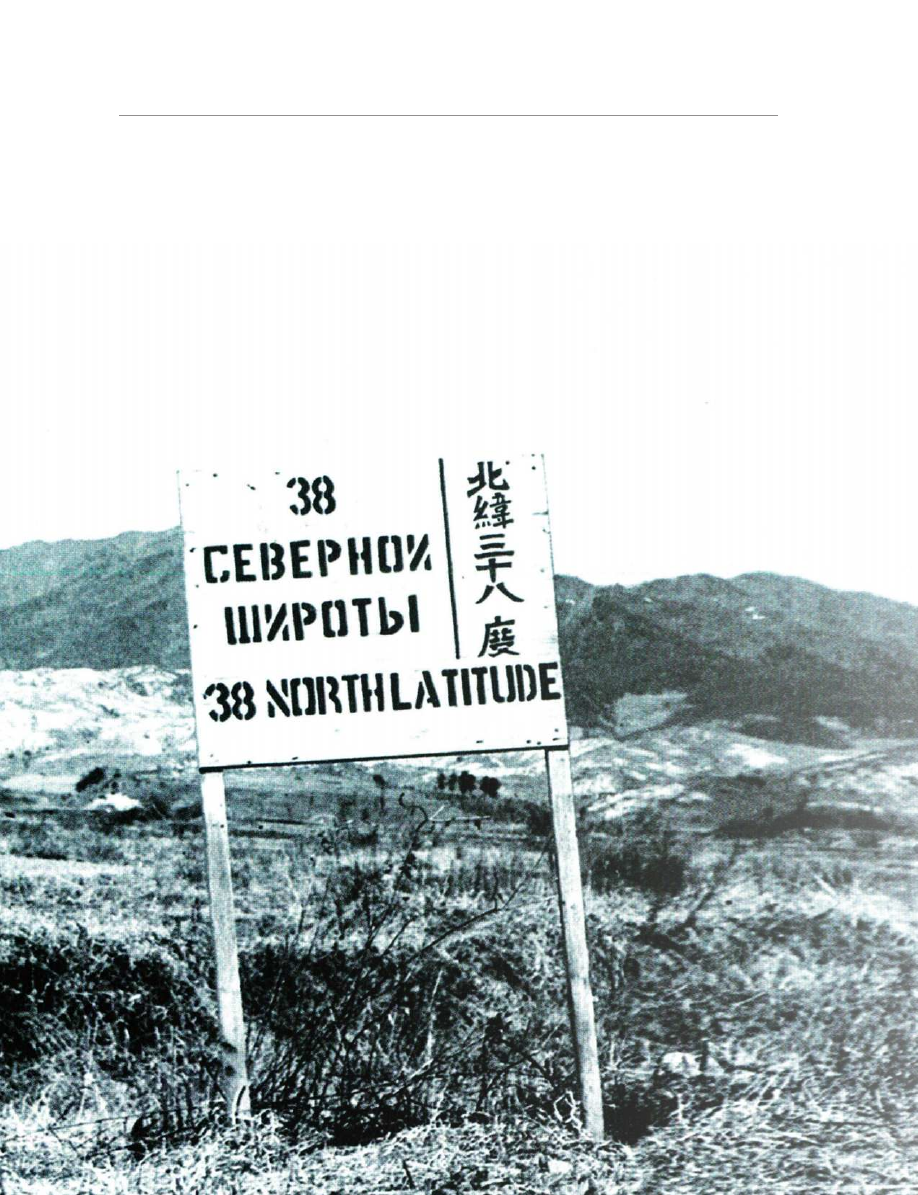 38
СЕВЕРНОЙ
ШИРОТЫ
北緯三十八度
38 NORTH LATITUDE